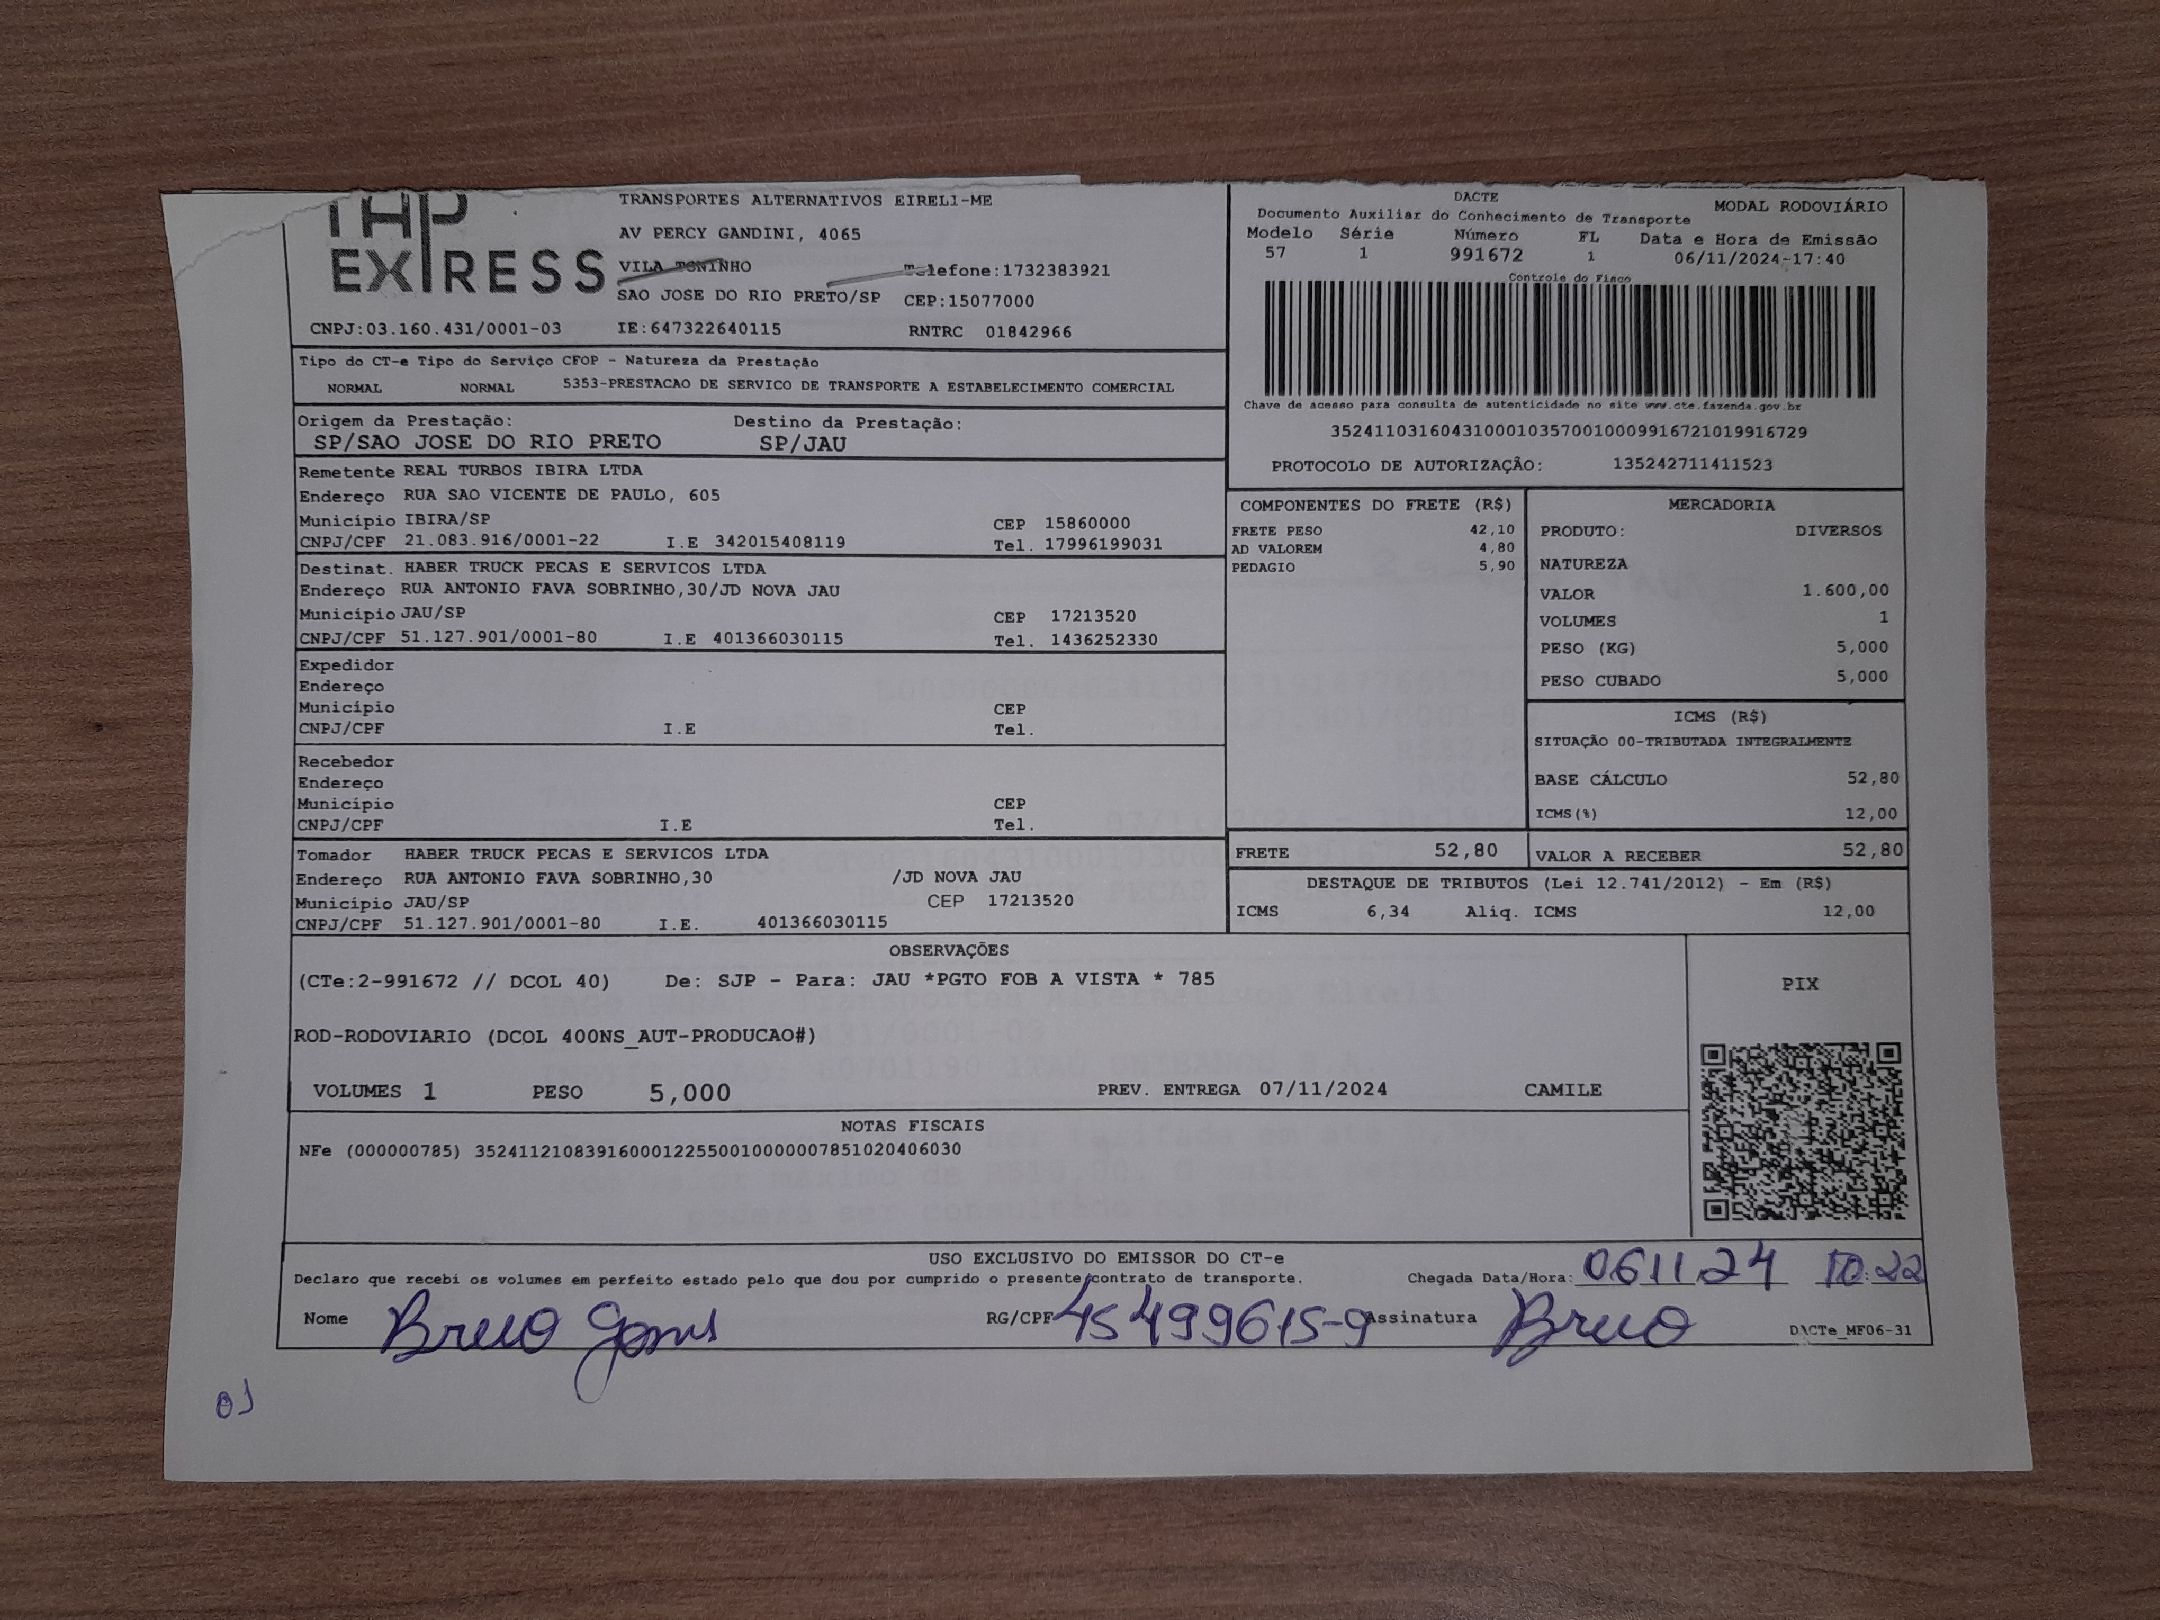 TAP EXPRESS
TRANSPORTES ALTERNATIVOS EIRELI-ME
AV PERCY GANDINI, 4065
VILA TONINHO Telefone:1732383921
SAO JOSE DO RIO PRETO/SP CEP:15077000
CNPJ:03.160.431/0001-03 IE:647322640115 RNTRC 01842966
DACTE
Documento Auxiliar do Conhecimento de Transporte
MODAL RODOVIÁRIO
Modelo Série Número FL Data e Hora de Emissão
57 1 991672 1 06/11/2024-17:40
Controle do Fisco
Chave de acesso para consulta de autenticidade no site www.cte.fazenda.gov.br
35241103160431000103570010009916721019916729
PROTOCOLO DE AUTORIZAÇÃO: 135242711411523
Tipo do CT-e Tipo do Serviço CFOP - Natureza da Prestação
NORMAL NORMAL 5353-PRESTACAO DE SERVICO DE TRANSPORTE A ESTABELECIMENTO COMERCIAL
Origem da Prestação: Destino da Prestação:
SP/SAO JOSE DO RIO PRETO SP/JAU
Remetente REAL TURBOS IBIRA LTDA
Endereço RUA SAO VICENTE DE PAULO, 605
Município IBIRA/SP CEP 15860000
CNPJ/CPF 21.083.916/0001-22 I.E 342015408119 Tel. 17996199031
Destinat. HABER TRUCK PECAS E SERVICOS LTDA
Endereço RUA ANTONIO FAVA SOBRINHO,30/JD NOVA JAU
Município JAU/SP CEP 17213520
CNPJ/CPF 51.127.901/0001-80 I.E 401366030115 Tel. 1436252330
Expedidor
Endereço
Município CEP
CNPJ/CPF I.E Tel.
Recebedor
Endereço
Município CEP
CNPJ/CPF I.E Tel.
Tomador HABER TRUCK PECAS E SERVICOS LTDA
Endereço RUA ANTONIO FAVA SOBRINHO,30 /JD NOVA JAU
Município JAU/SP CEP 17213520
CNPJ/CPF 51.127.901/0001-80 I.E. 401366030115
COMPONENTES DO FRETE (R$)
FRETE PESO 42,10
AD VALOREM 4,80
PEDAGIO 5,90
MERCADORIA
PRODUTO: DIVERSOS
NATUREZA
VALOR 1.600,00
VOLUMES 1
PESO (KG) 5,000
PESO CUBADO 5,000
ICMS (R$)
SITUAÇÃO 00-TRIBUTADA INTEGRALMENTE
BASE CÁLCULO 52,80
ICMS(%) 12,00
FRETE 52,80 VALOR A RECEBER 52,80
DESTAQUE DE TRIBUTOS (Lei 12.741/2012) - Em (R$)
ICMS 6,34 Aliq. ICMS 12,00
OBSERVAÇÕES
(CTe:2-991672 // DCOL 40) De: SJP - Para: JAU *PGTO FOB A VISTA * 785
ROD-RODOVIARIO (DCOL 400NS_AUT-PRODUCAO#)
VOLUMES 1 PESO 5,000 PREV. ENTREGA 07/11/2024 CAMILE
PIX
NOTAS FISCAIS
NFe (000000785) 35241121083916000122550010000007851020406030
USO EXCLUSIVO DO EMISSOR DO CT-e
Declaro que recebi os volumes em perfeito estado pelo que dou por cumprido o presente contrato de transporte. Chegada Data/Hora: 061124 10:22
Nome Bruno Gomes RG/CPF 45499615-9 Assinatura Bruno
DACTe_MF06-31